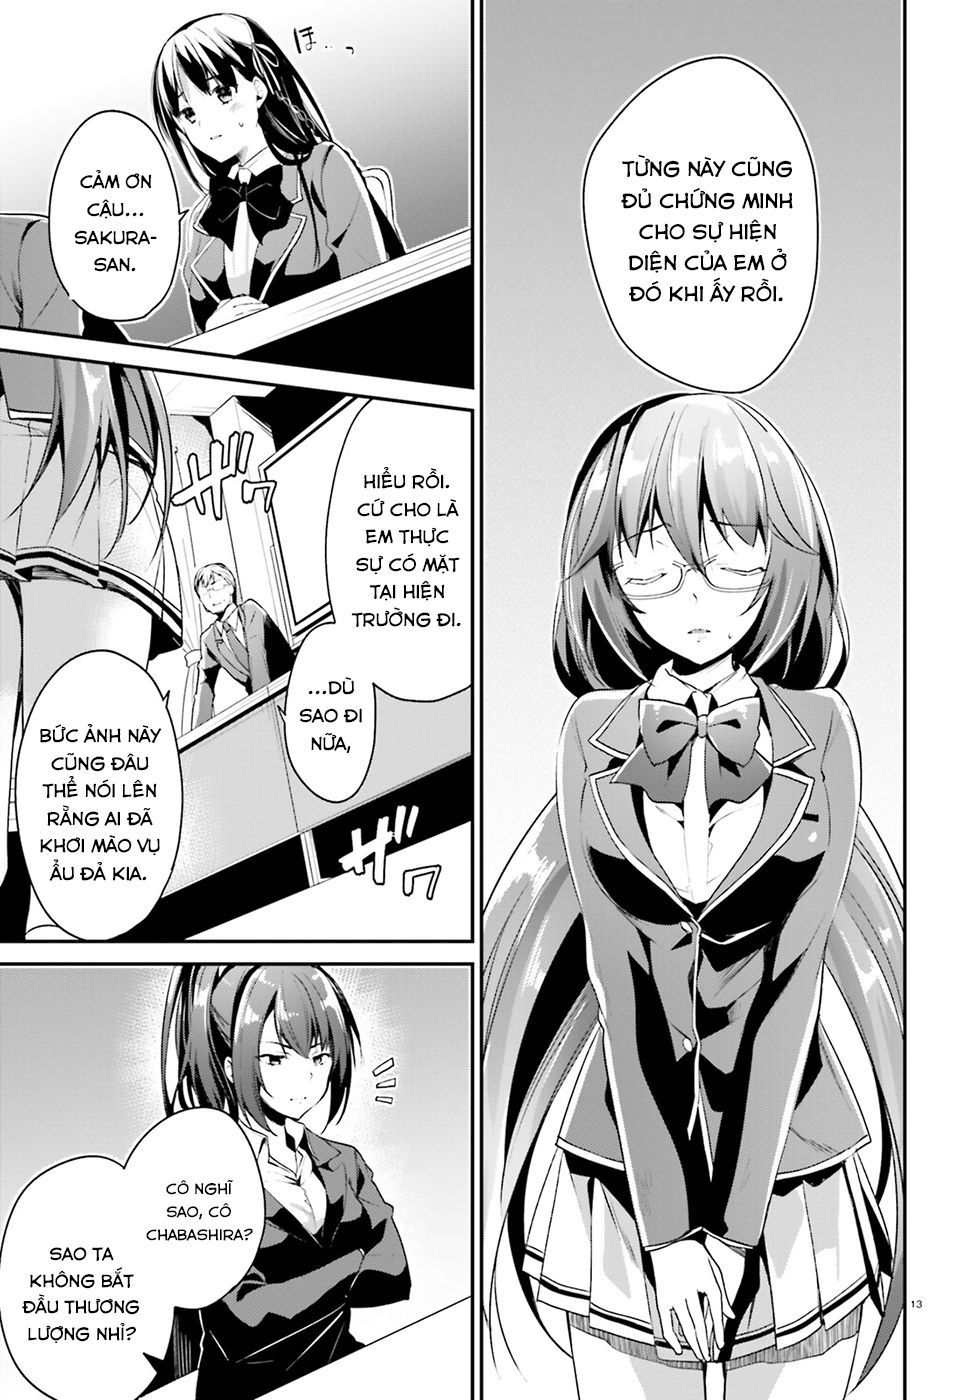 TỪNG NÀY CŨNG
ĐỦ CHỨNG MINH
CHO SỰ HIỆN
DIỆN CỦA EM Ở
ĐÓ KHI ẤY RỒI.
ほ…っ
CẢM ƠN
CẬU...
SAKURA-
SAN.
HIỂU RỒI.
CỨ CHO LÀ
EM THỰC
SỰ CÓ MẶT
TẠI HIỆN
TRƯỜNG ĐI.
ザワ
...DÙ
SAO ĐI
NỮA,
BỨC ẢNH NÀY
CŨNG ĐÂU
THỂ NÓI LÊN
RẰNG AI ĐÃ
KHƠI MÀO VỤ
ẨU ĐẢ KIA.
ザワ
CÔ NGHĨ
SAO, CÔ
CHABASHIRA?
SAO TA
KHÔNG BẮT
ĐẦU THƯƠNG
LƯỢNG NHỈ?
13